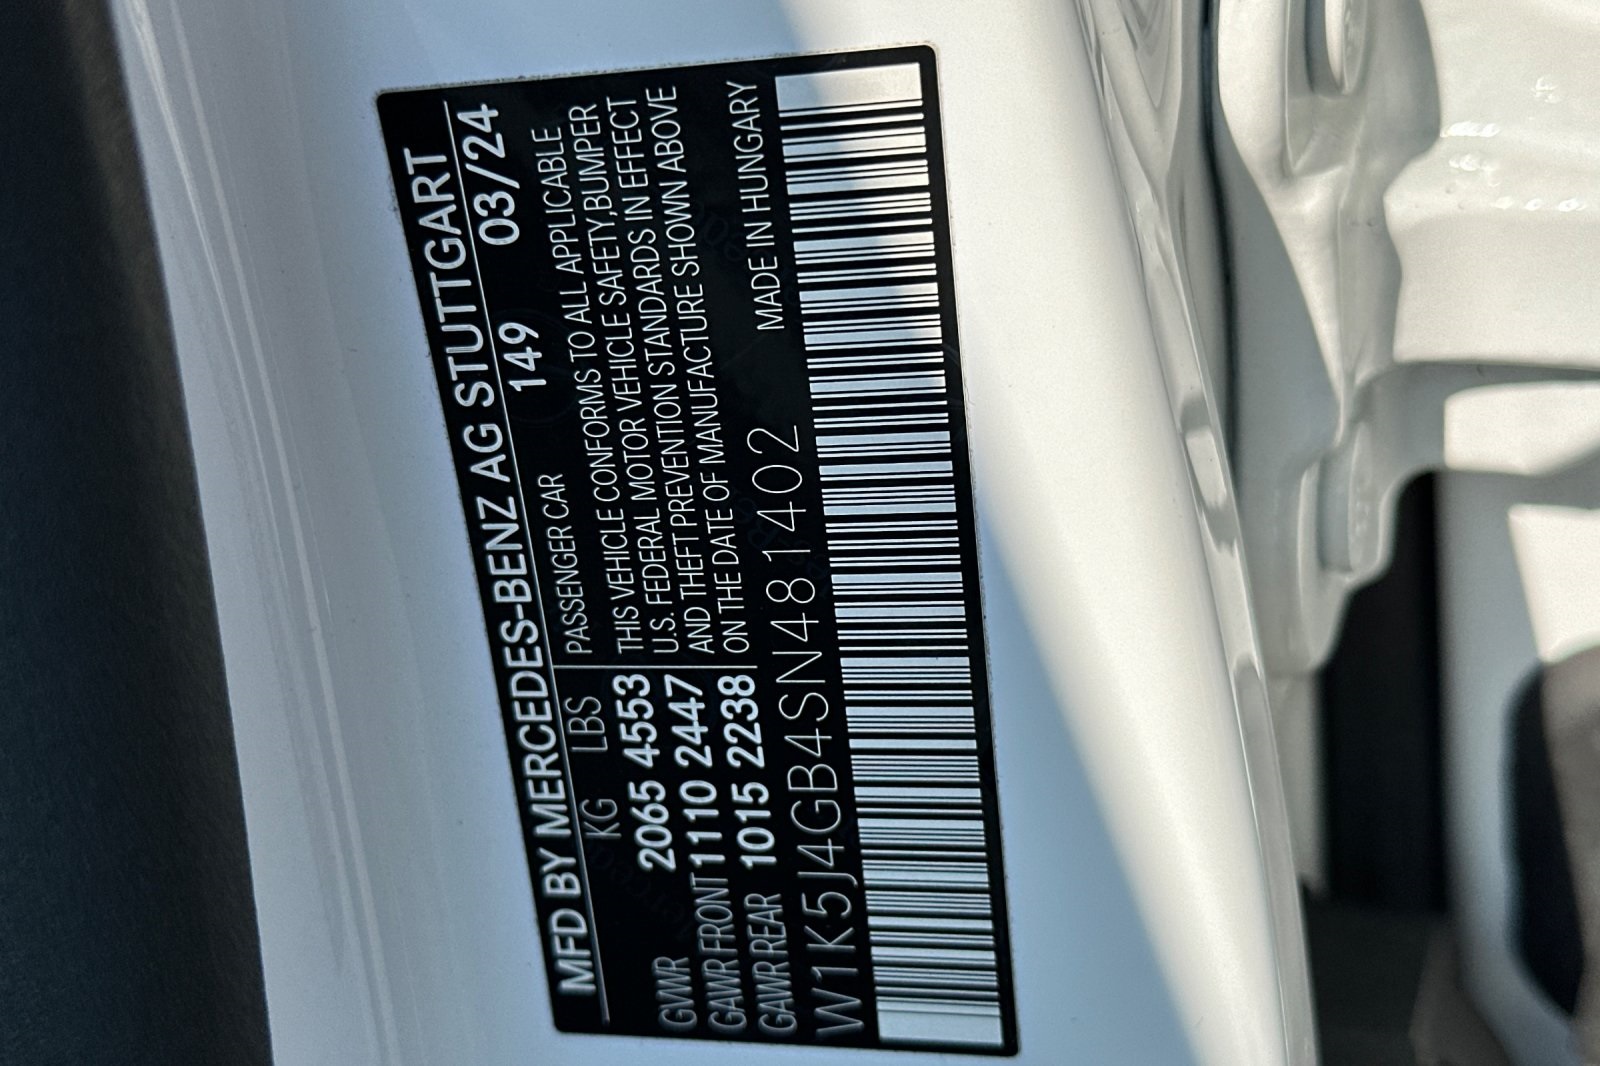 MFD BY MERCEDES-BENZ AG STUTTGART
149 03/24
KG LBS
GVWR 2065 4553
GAWR FRONT 1110 2447
GAWR REAR 1015 2238
PASSENGER CAR
THIS VEHICLE CONFORMS TO ALL APPLICABLE
U.S. FEDERAL MOTOR VEHICLE SAFETY,BUMPER
AND THEFT PREVENTION STANDARDS IN EFFECT
ON THE DATE OF MANUFACTURE SHOWN ABOVE
MADE IN HUNGARY
W1K5J4GB4SN481402